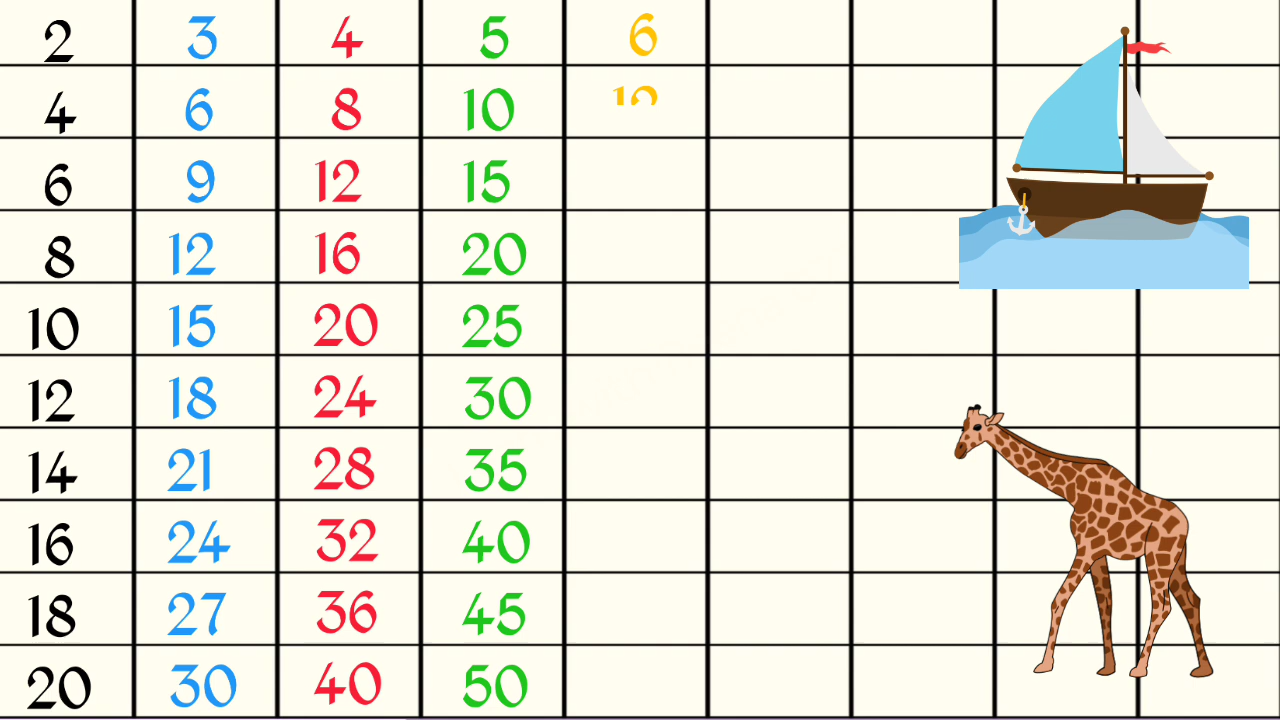 2 3 4 5 6
4 6 8 10
6 9 12 15
8 12 16 20
10 15 20 25
12 18 24 30
14 21 28 35
16 24 32 40
18 27 36 45
20 30 40 50